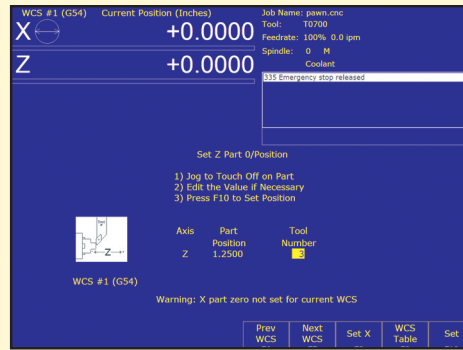 WCS #1 (G54) Current Position (Inches)
X +0.0000
Z +0.0000
Job Name: pawn.cnc
Tool: T0700
Feedrate: 100% 0.0 ipm
Spindle: 0 M
Coolant
335 Emergency stop released
Set Z Part 0/Position
1) Jog to Touch Off on Part
2) Edit the Value if Necessary
3) Press F10 to Set Position
Axis Part Position Tool Number
Z 1.2500 3
Z
WCS #1 (G54)
Warning: X part zero not set for current WCS
Prev WCS Next WCS Set X WCS Table Set